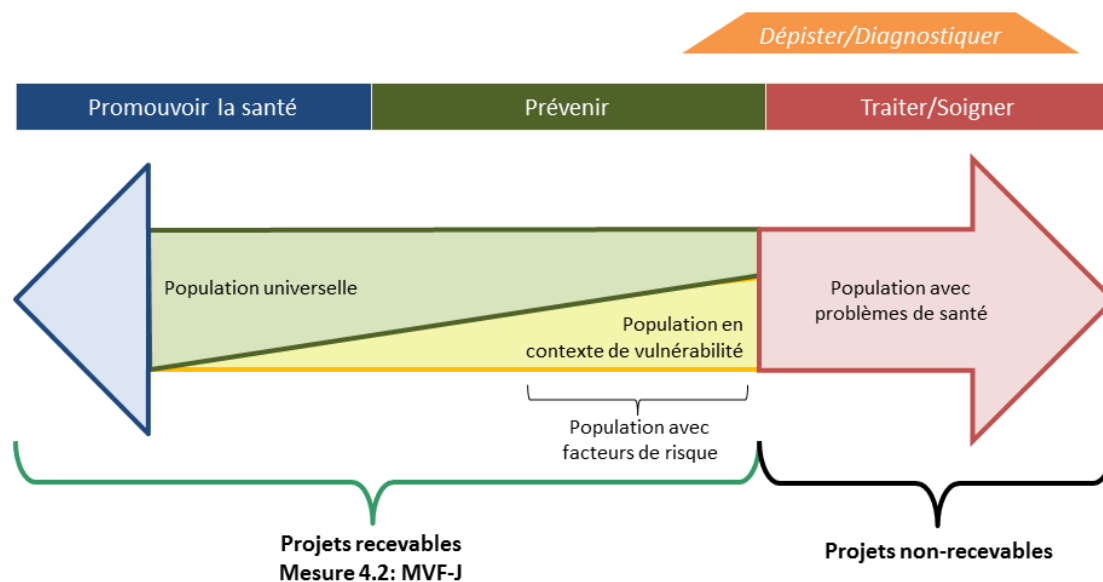 Dépister/Diagnostiquer
Promouvoir la santé
Prévenir
Traiter/Soigner
Population universelle
Population en
contexte de vulnérabilité
Population avec
problèmes de santé
Population avec
facteurs de risque
Projets recevables
Mesure 4.2: MVF-J
Projets non-recevables